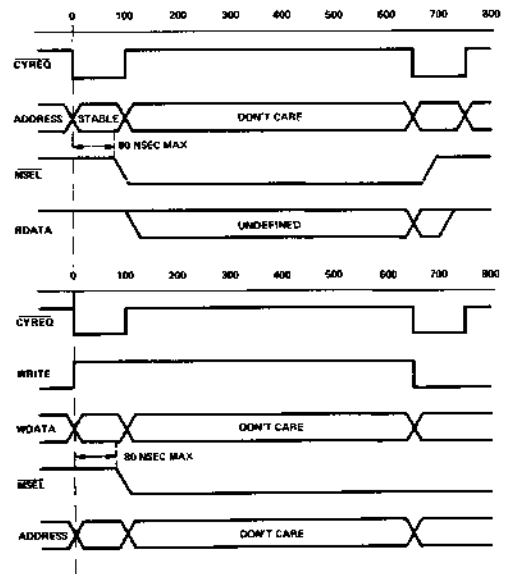 0 100 200 300 400 500 600 700 800
CYREQ
ADDRESS STABLE DON'T CARE
80 NSEC MAX
MSEL
RDATA UNDEFINED
0 100 200 300 400 500 600 700 800
CYREQ
WRITE
WDATA DON'T CARE
80 NSEC MAX
MSEL
ADDRESS DON'T CARE